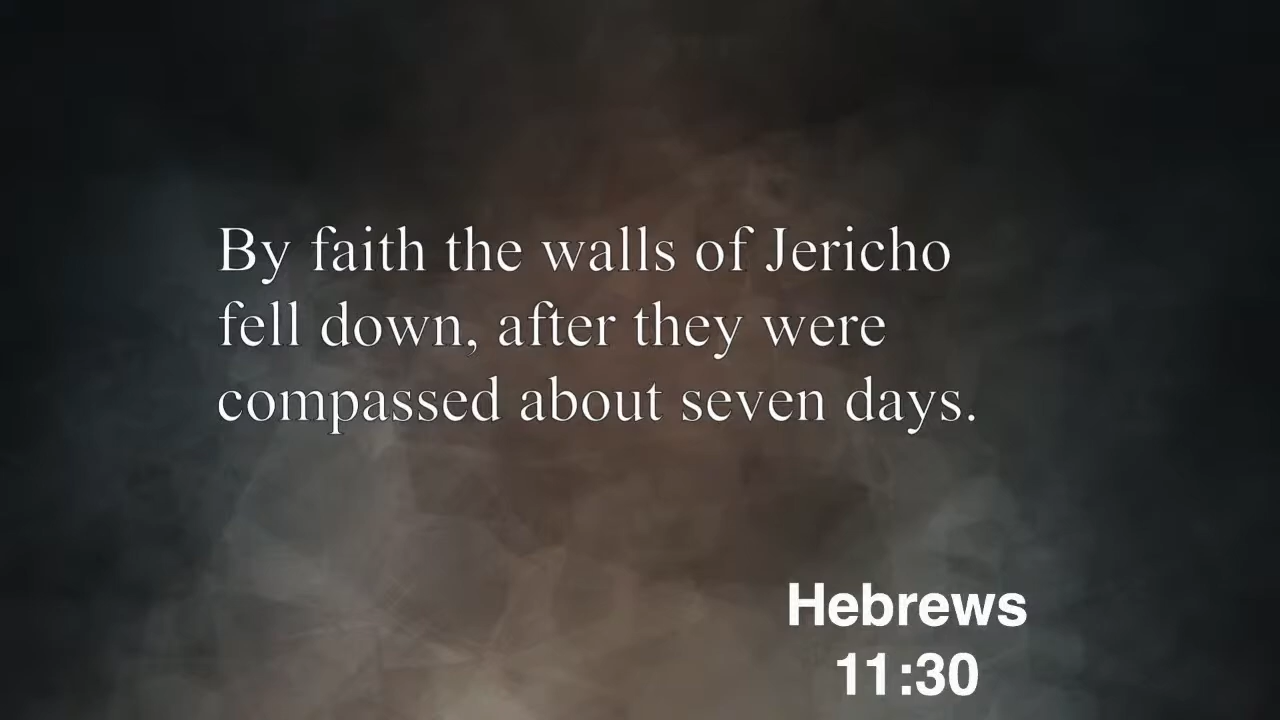 By faith the walls of Jericho
fell down, after they were
compassed about seven days.
Hebrews
11:30